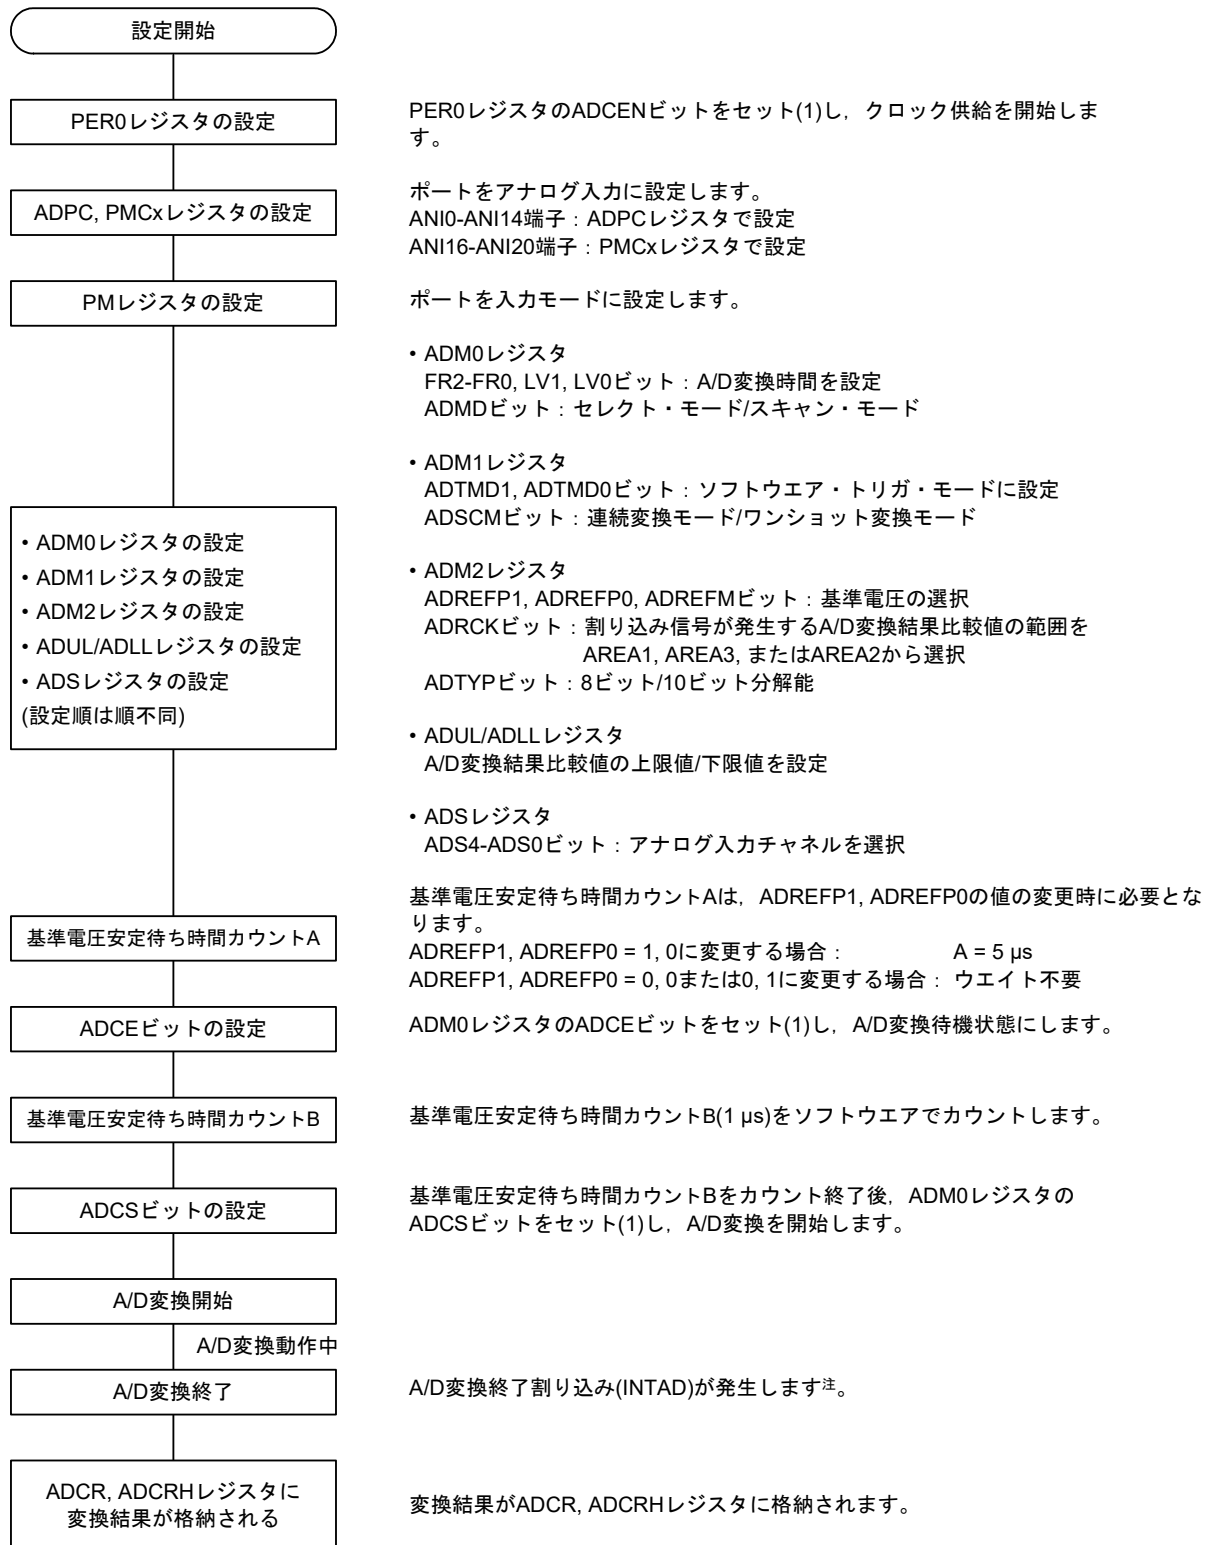 設定開始
PER0レジスタの設定
PER0レジスタのADCENビットをセット(1)し，クロック供給を開始しま
す。
ADPC, PMCxレジスタの設定
ポートをアナログ入力に設定します。
ANI0-ANI14端子：ADPCレジスタで設定
ANI16-ANI20端子：PMCxレジスタで設定
PMレジスタの設定
ポートを入力モードに設定します。
• ADM0レジスタの設定
• ADM1レジスタの設定
• ADM2レジスタの設定
• ADUL/ADLLレジスタの設定
• ADSレジスタの設定
(設定順は順不同)
• ADM0レジスタ
FR2-FR0, LV1, LV0ビット：A/D変換時間を設定
ADMDビット：セレクト・モード/スキャン・モード
• ADM1レジスタ
ADTMD1, ADTMD0ビット：ソフトウエア・トリガ・モードに設定
ADSCMビット：連続変換モード/ワンショット変換モード
• ADM2レジスタ
ADREFP1, ADREFP0, ADREFMビット：基準電圧の選択
ADRCKビット：割り込み信号が発生するA/D変換結果比較値の範囲を
AREA1, AREA3, またはAREA2から選択
ADTYPビット：8ビット/10ビット分解能
• ADUL/ADLLレジスタ
A/D変換結果比較値の上限値/下限値を設定
• ADSレジスタ
ADS4-ADS0ビット：アナログ入力チャネルを選択
基準電圧安定待ち時間カウントA
基準電圧安定待ち時間カウントAは，ADREFP1, ADREFP0の値の変更時に必要とな
ります。
ADREFP1, ADREFP0 = 1, 0に変更する場合： A = 5 μs
ADREFP1, ADREFP0 = 0, 0または0, 1に変更する場合：ウエイト不要
ADCEビットの設定
ADM0レジスタのADCEビットをセット(1)し，A/D変換待機状態にします。
基準電圧安定待ち時間カウントB
基準電圧安定待ち時間カウントB(1 μs)をソフトウエアでカウントします。
ADCSビットの設定
基準電圧安定待ち時間カウントBをカウント終了後，ADM0レジスタの
ADCSビットをセット(1)し，A/D変換を開始します。
A/D変換開始
A/D変換動作中
A/D変換終了
A/D変換終了割り込み(INTAD)が発生します注。
ADCR, ADCRHレジスタに
変換結果が格納される
変換結果がADCR, ADCRHレジスタに格納されます。